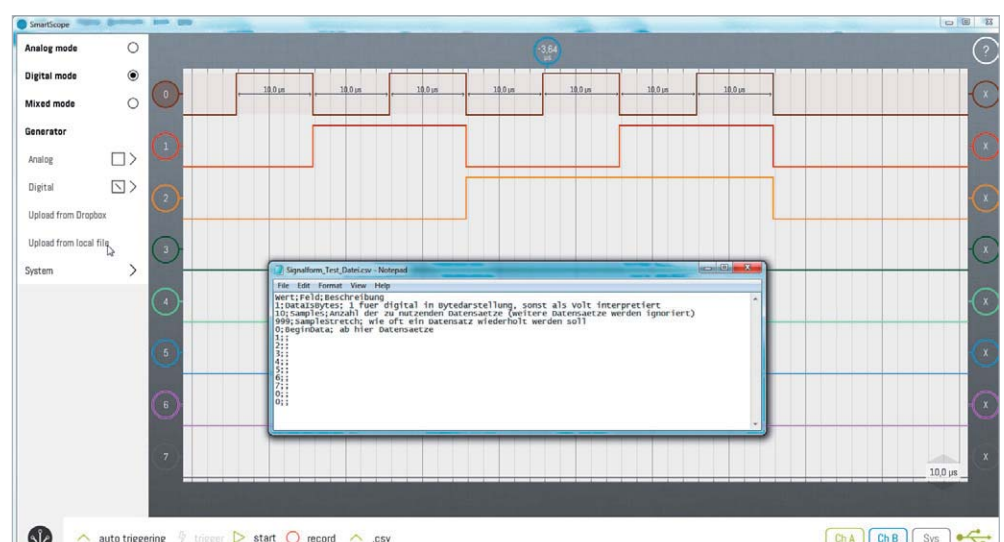 SmartScope
Analog mode
Digital mode
Mixed mode
Generator
Analog
Digital
Upload from Dropbox
Upload from local file
System
-3,64
µs
?
0
10,0 µs 10,0 µs 10,0 µs 10,0 µs 10,0 µs 10,0 µs 10,0 µs
X
1
X
2
X
3
X
4
X
5
X
6
X
7
X
10,0 µs
Signalform_Test_Datei.csv - Notepad
File Edit Format View Help
Wert;Feld;Beschreibung
1;DataIsBytes; 1 fuer digital in Bytedarstellung, sonst als Volt interpretiert
10;Samples;Anzahl der zu nutzenden Datensaetze (weitere Datensaetze werden ignoriert)
999;SampleStretch; wie oft ein Datensatz wiederholt werden soll
0;BeginData; ab hier Datensaetze
1;;
2;;
3;;
4;;
5;;
6;;
7;;
0;;
0;;
auto triggering trigger start record .csv
Ch A Ch B Sys